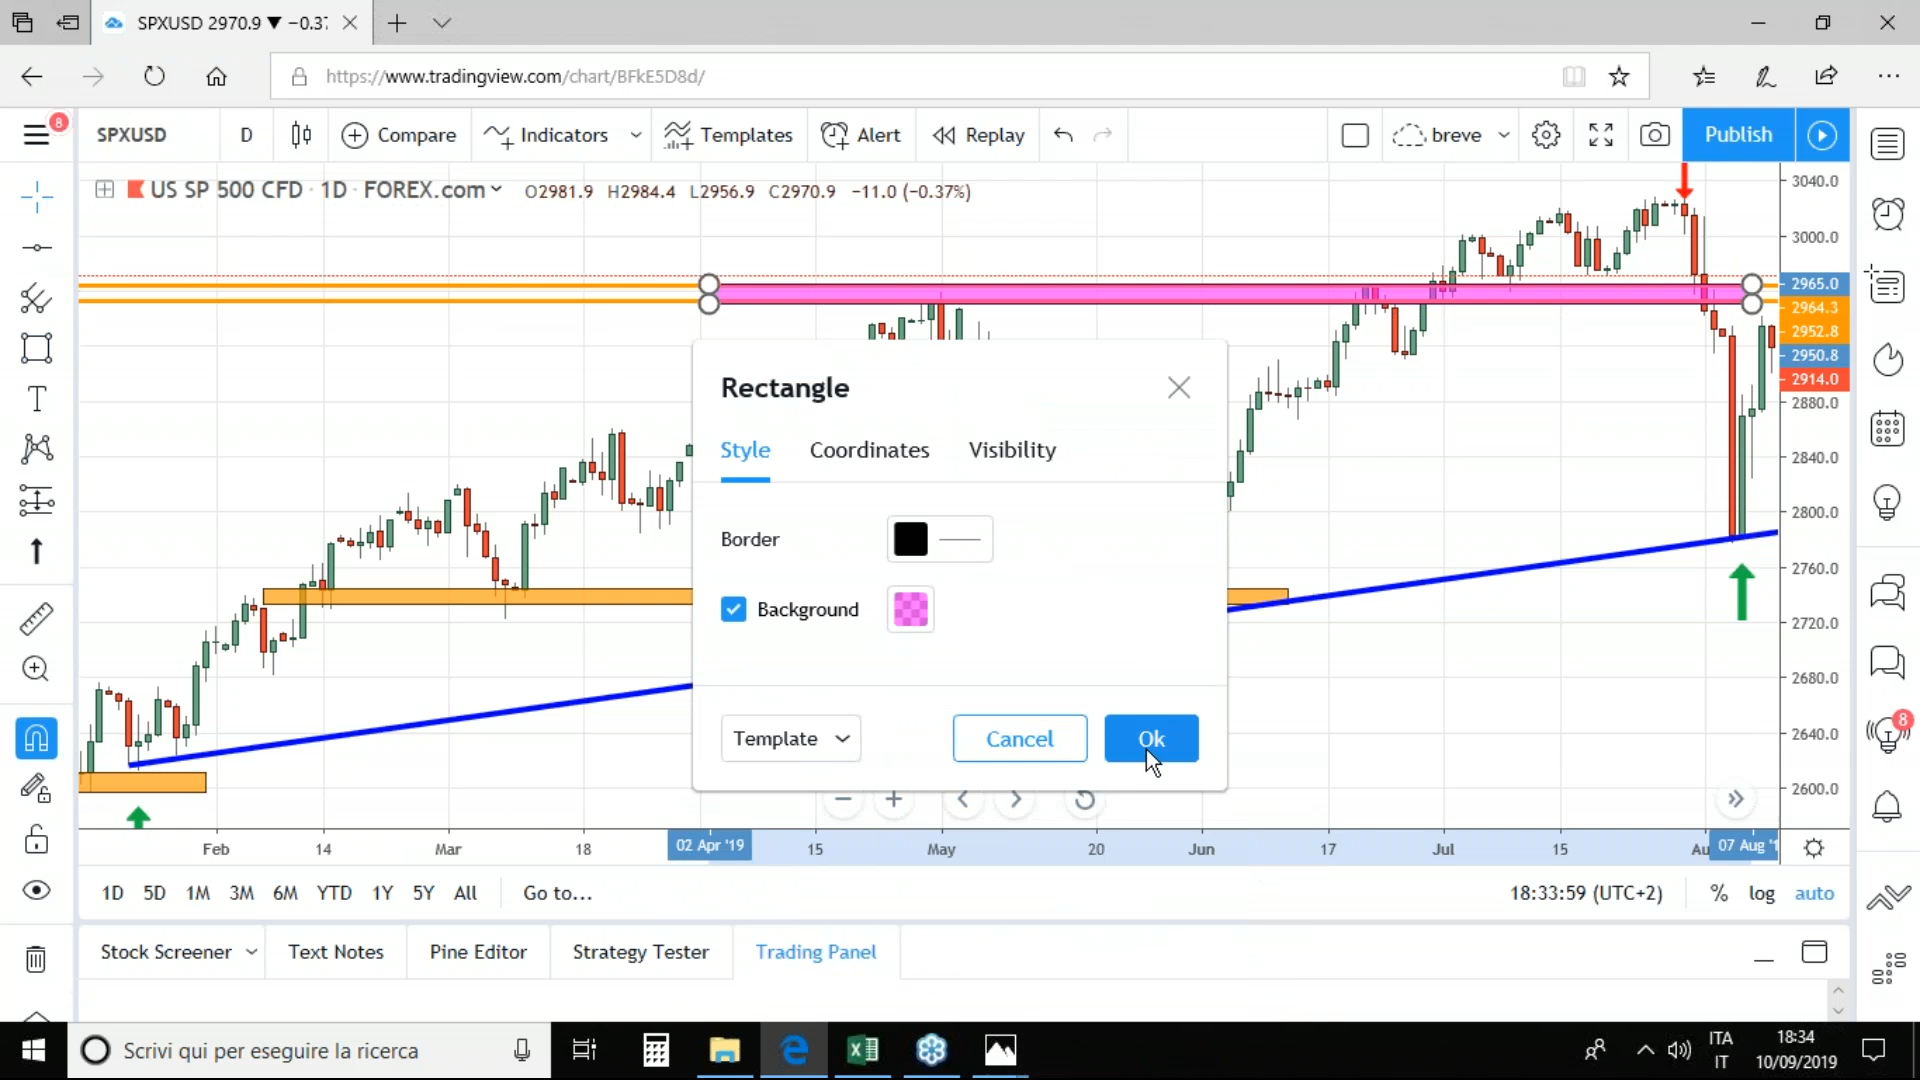 SPXUSD 2970.9 ▼ −0.37
https://www.tradingview.com/chart/BFkE5D8d/
8
SPXUSD D Compare Indicators Templates Alert Replay breve Publish
US SP 500 CFD · 1D · FOREX.com O2981.9 H2984.4 L2956.9 C2970.9 −11.0 (−0.37%)
3040.0
3000.0
2965.0
2964.3
2952.8
2950.8
2914.0
2880.0
2840.0
2800.0
2760.0
2720.0
2680.0
2640.0
2600.0
Rectangle
Style Coordinates Visibility
Border
Background
Template Cancel Ok
T
8
Feb 14 Mar 18 02 Apr '19 15 May 20 Jun 17 Jul 15 Au 07 Aug '1
1D 5D 1M 3M 6M YTD 1Y 5Y All Go to... 18:33:59 (UTC+2) % log auto
Stock Screener Text Notes Pine Editor Strategy Tester Trading Panel
Scrivi qui per eseguire la ricerca
ITA
IT
18:34
10/09/2019